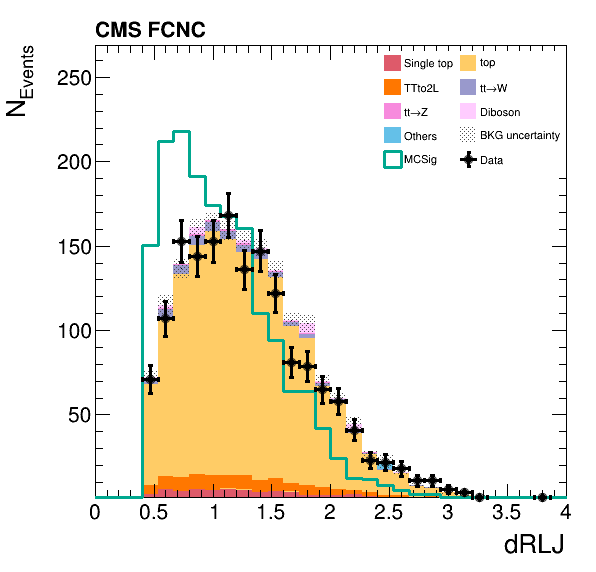 CMS FCNC
N_Events
250
200
150
100
50
Single top
top
TTto2L
tt→W
tt→Z
Diboson
Others
BKG uncertainty
MCSig
Data
0 0.5 1 1.5 2 2.5 3 3.5 4
dRLJ